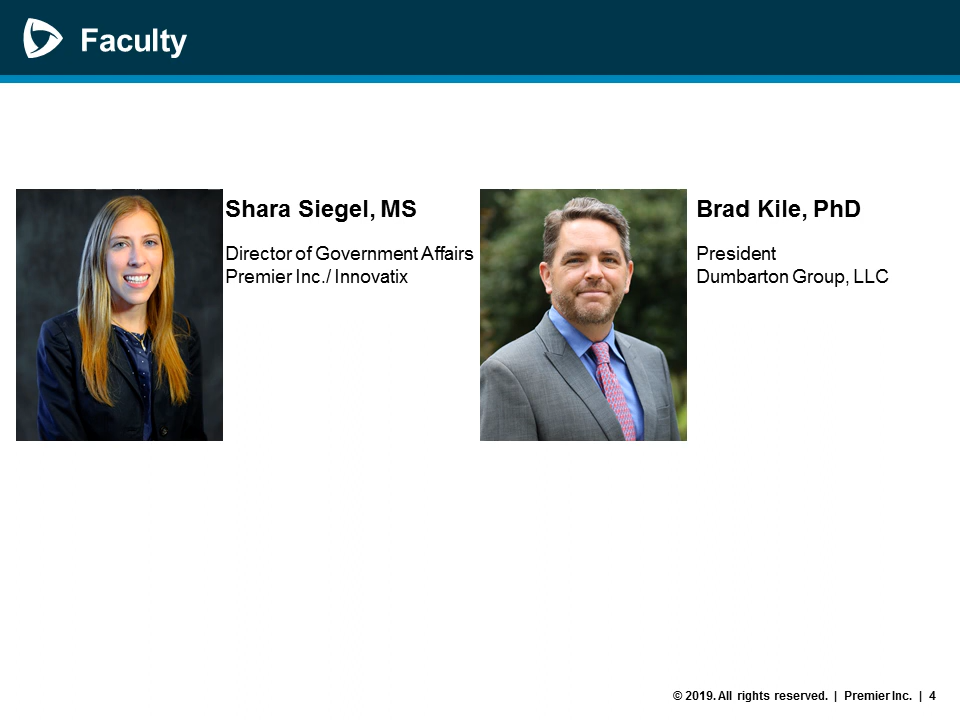 Faculty
Shara Siegel, MS
Director of Government Affairs
Premier Inc./ Innovatix
Brad Kile, PhD
President
Dumbarton Group, LLC
© 2019. All rights reserved. | Premier Inc. | 4